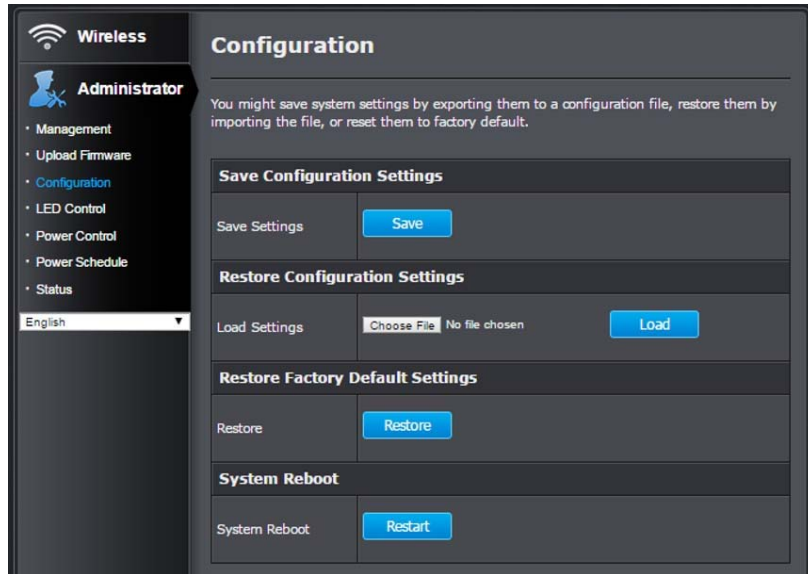 Wireless
Administrator
Management
Upload Firmware
Configuration
LED Control
Power Control
Power Schedule
Status
English
Configuration
You might save system settings by exporting them to a configuration file, restore them by
importing the file, or reset them to factory default.
Save Configuration Settings
Save Settings
Save
Restore Configuration Settings
Load Settings
Choose File No file chosen
Load
Restore Factory Default Settings
Restore
Restore
System Reboot
System Reboot
Restart